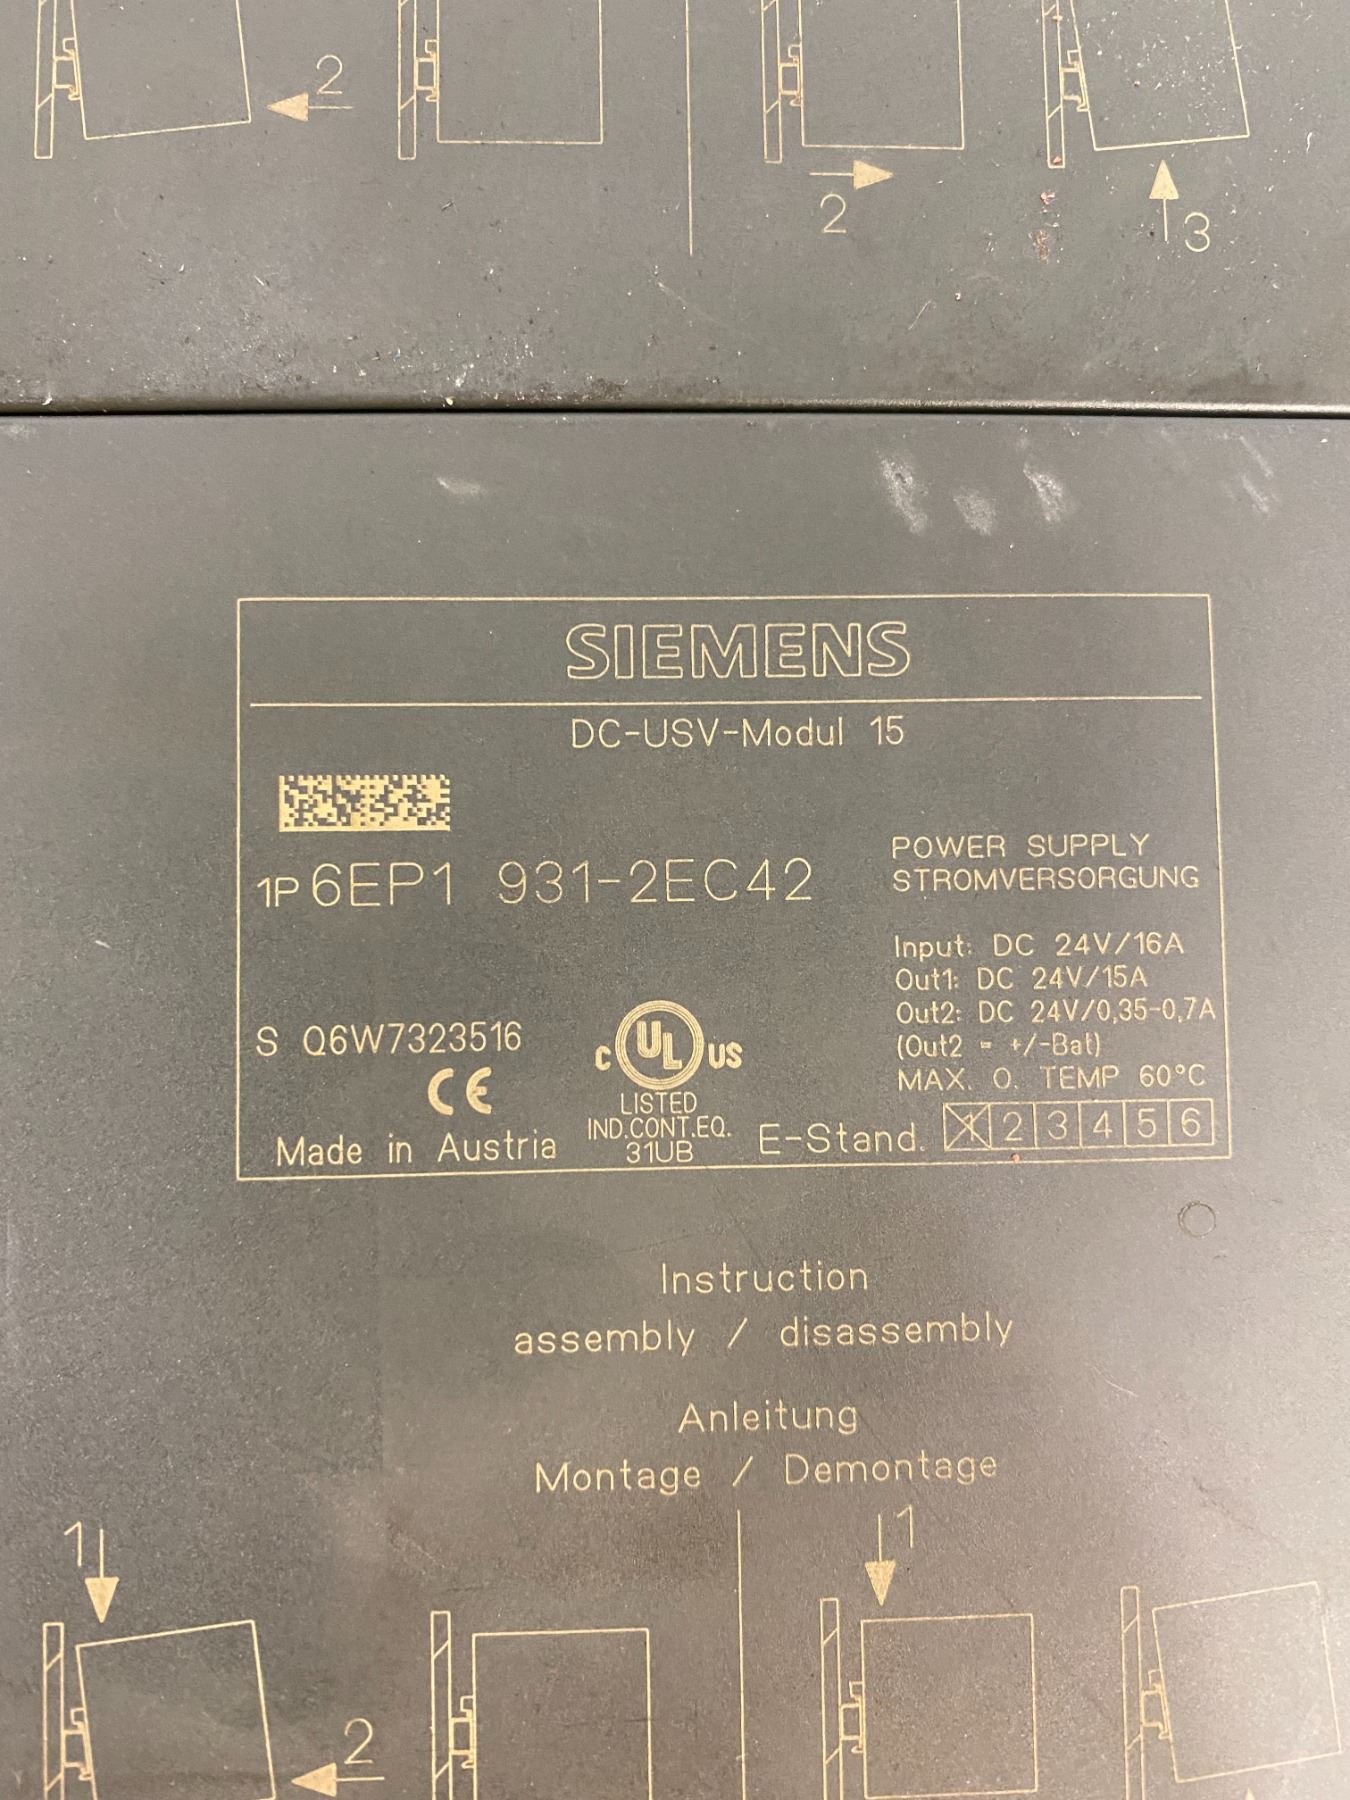 2
2
3
SIEMENS
DC-USV-Modul 15
1P 6EP1 931-2EC42
POWER SUPPLY
STROMVERSORGUNG
Input: DC 24V/16A
Out1: DC 24V/15A
Out2: DC 24V/0,35-0,7A
(Out2 = +/-Bat)
MAX. O. TEMP 60°C
S Q6W7323516
CE
C UL US
LISTED
IND.CONT.EQ.
31UB
Made in Austria
E-Stand. 1 2 3 4 5 6
Instruction
assembly / disassembly
Anleitung
Montage / Demontage
1
1
2